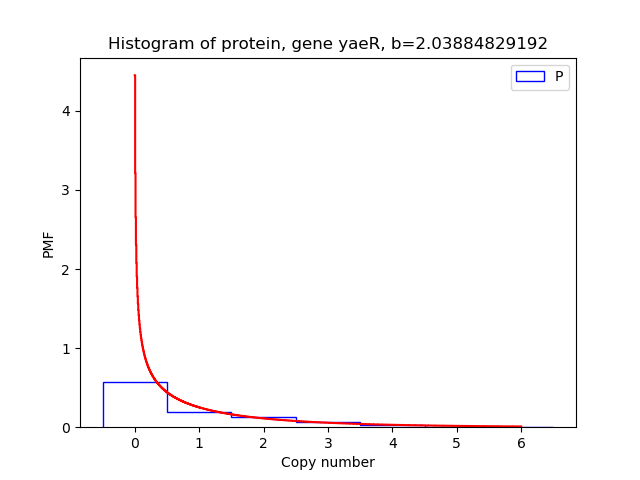 Histogram of protein, gene yaeR, b=2.03884829192
P
PMF
4
3
2
1
0
0 1 2 3 4 5 6
Copy number